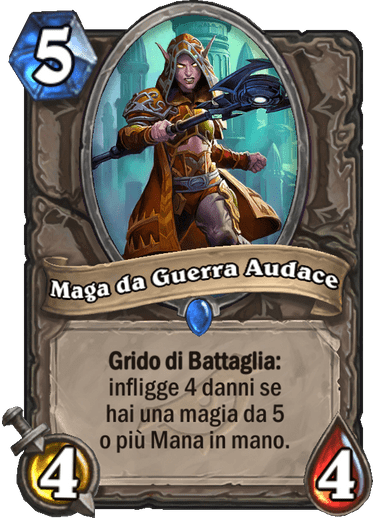 5
Maga da Guerra Audace
Grido di Battaglia:
infligge 4 danni se
hai una magia da 5
o più Mana in mano.
4
4